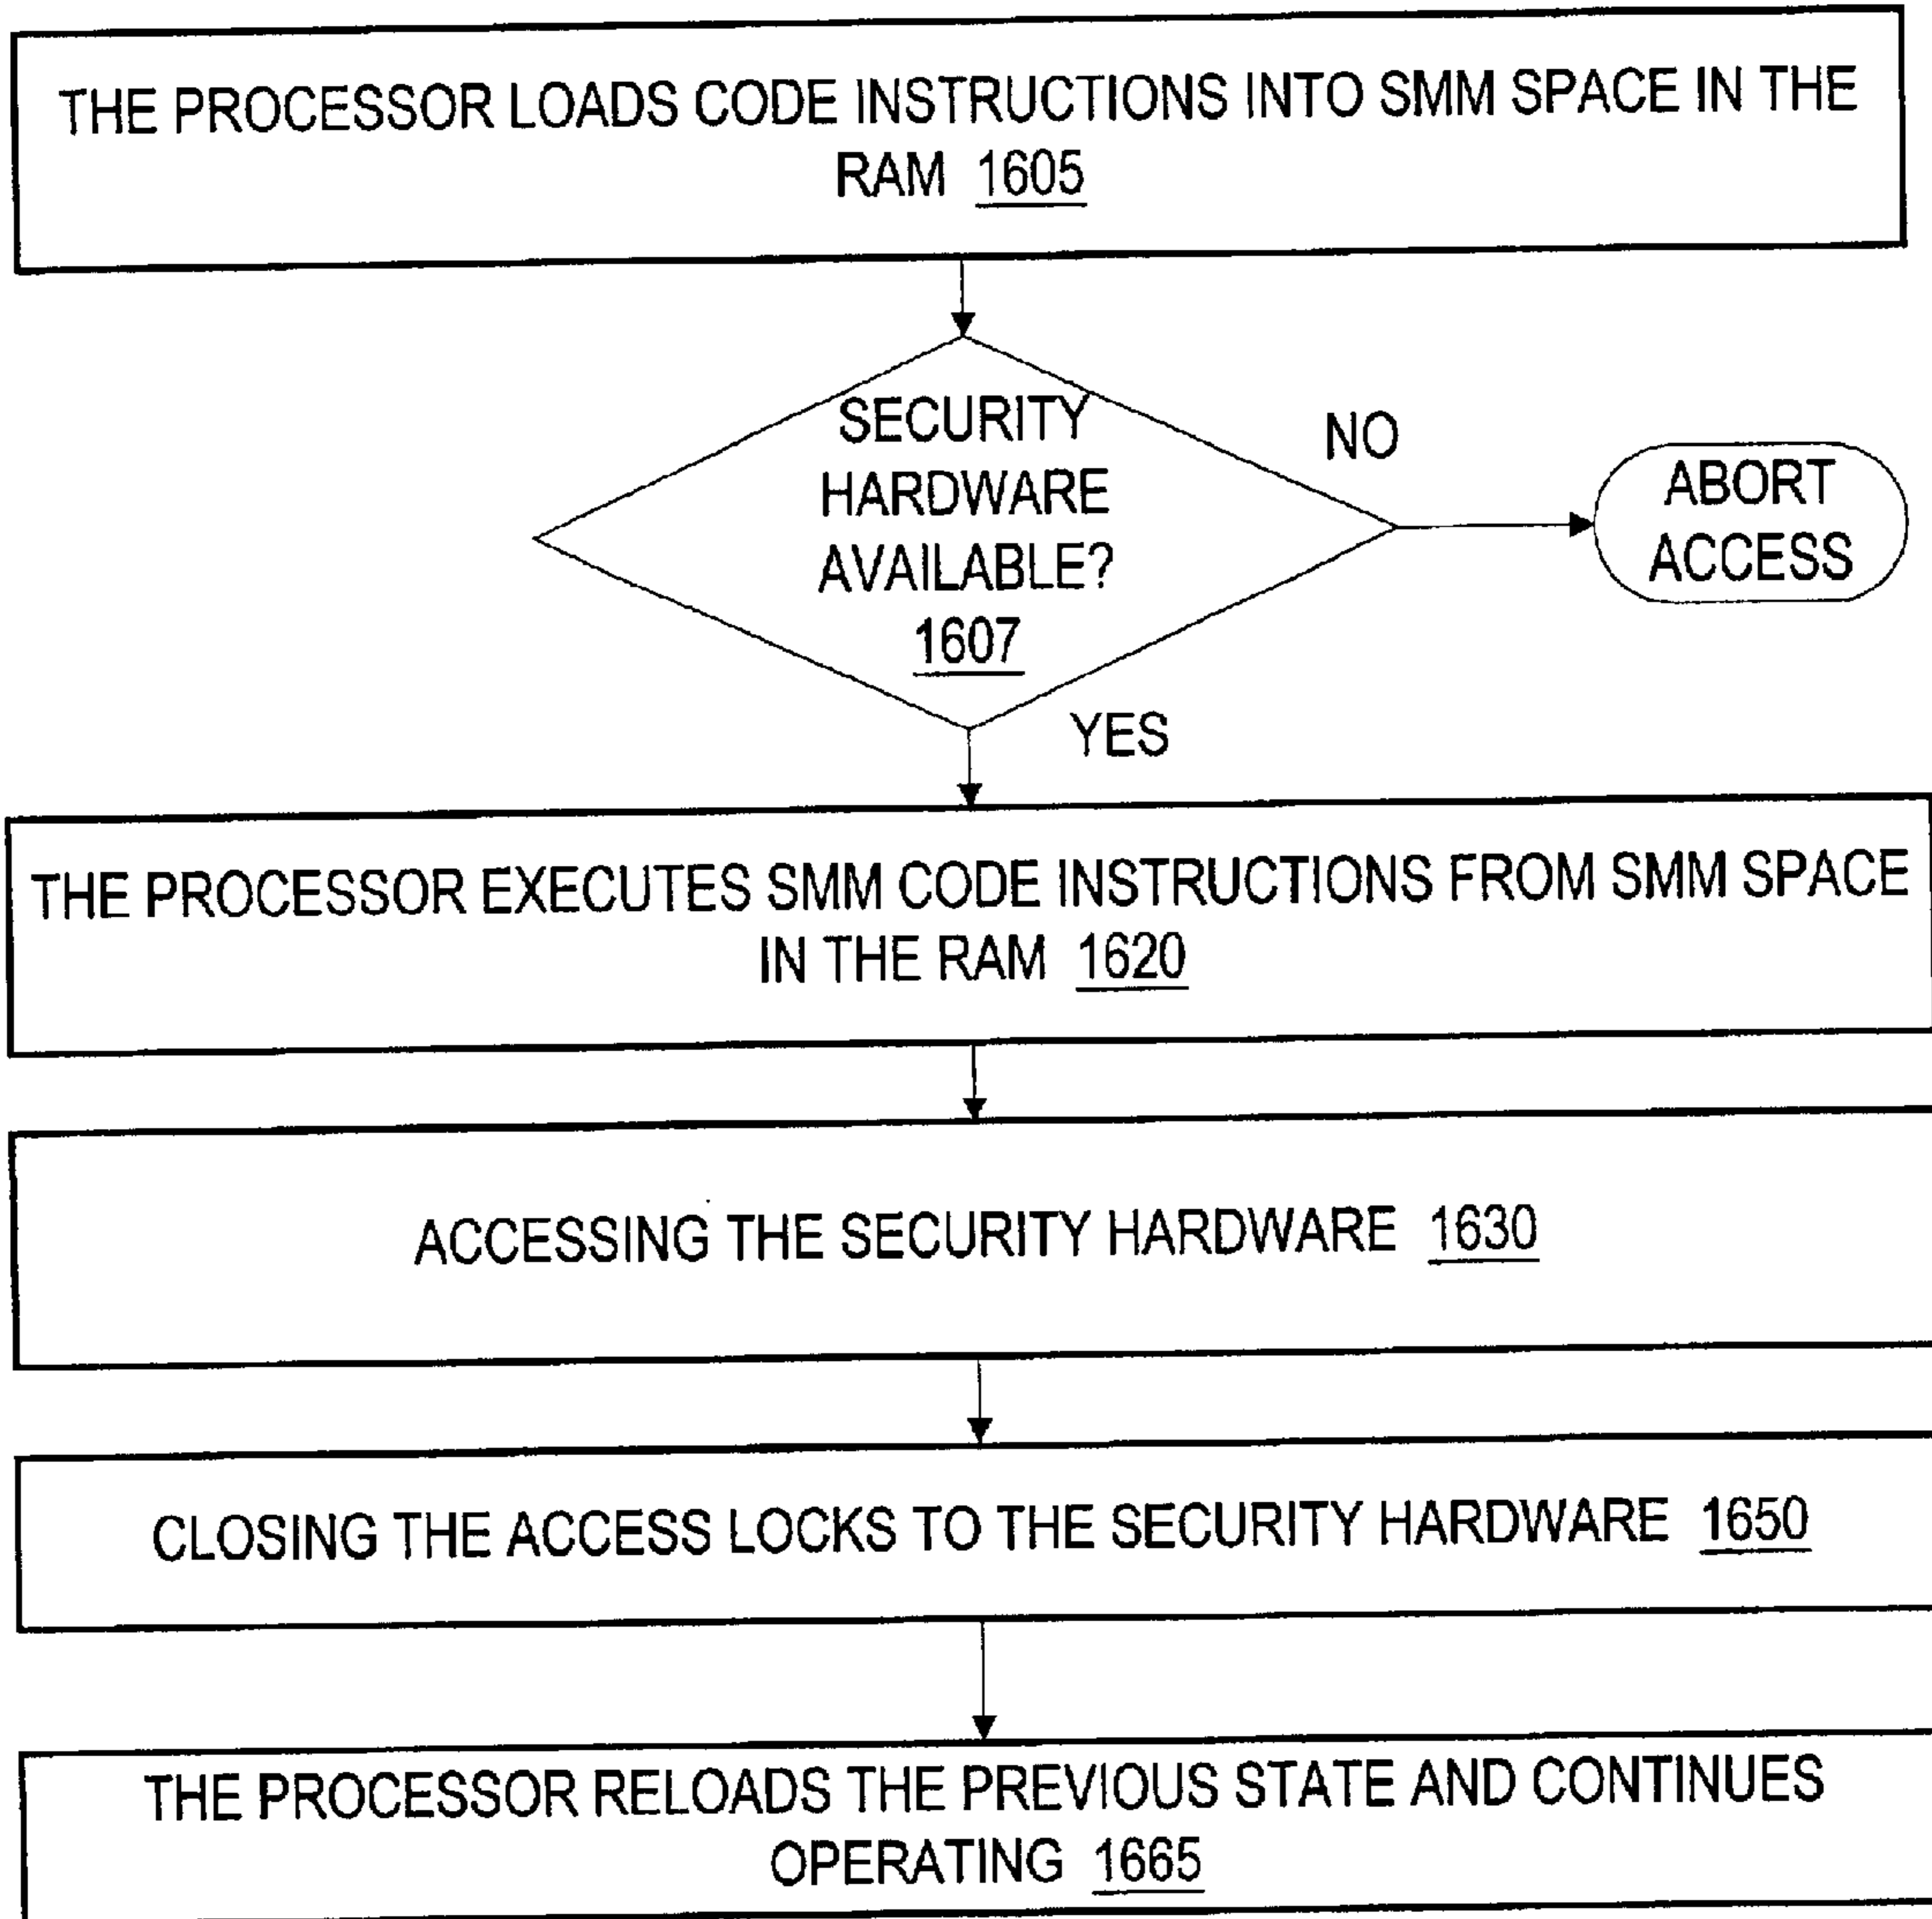 THE PROCESSOR LOADS CODE INSTRUCTIONS INTO SMM SPACE IN THE
RAM 1605
SECURITY
HARDWARE
AVAILABLE?
1607
NO
ABORT
ACCESS
YES
THE PROCESSOR EXECUTES SMM CODE INSTRUCTIONS FROM SMM SPACE
IN THE RAM 1620
ACCESSING THE SECURITY HARDWARE 1630
CLOSING THE ACCESS LOCKS TO THE SECURITY HARDWARE 1650
THE PROCESSOR RELOADS THE PREVIOUS STATE AND CONTINUES
OPERATING 1665